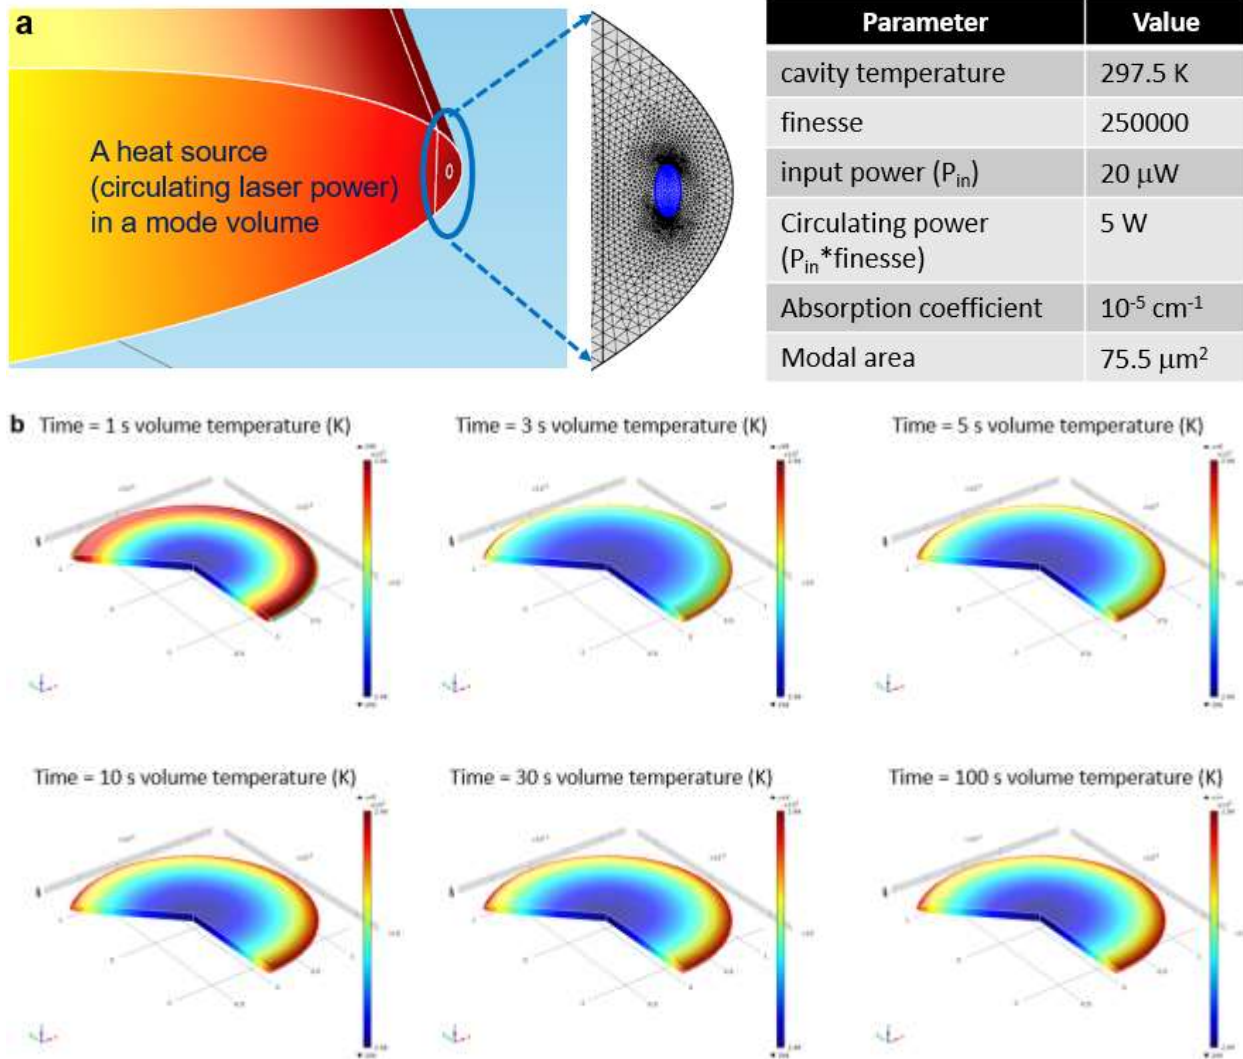 a
A heat source
(circulating laser power)
in a mode volume
Parameter Value
cavity temperature 297.5 K
finesse 250000
input power (Pin) 20 μW
Circulating power 5 W
(Pin*finesse)
Absorption coefficient 10-5 cm-1
Modal area 75.5 μm2
b Time = 1 s volume temperature (K)
Time = 3 s volume temperature (K)
Time = 5 s volume temperature (K)
Time = 10 s volume temperature (K)
Time = 30 s volume temperature (K)
Time = 100 s volume temperature (K)